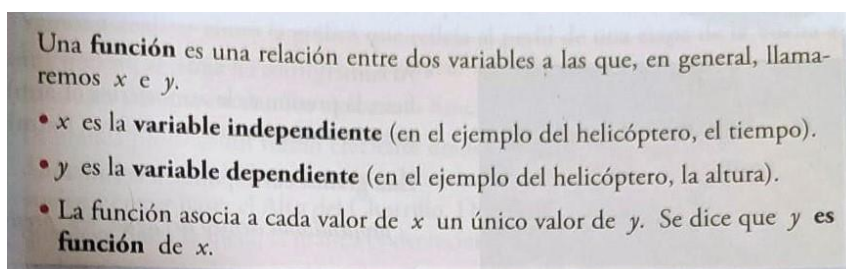 Una función es una relación entre dos variables a las que, en general, llama-
remos x e y.
• x es la variable independiente (en el ejemplo del helicóptero, el tiempo).
• y es la variable dependiente (en el ejemplo del helicóptero, la altura).
• La función asocia a cada valor de x un único valor de y. Se dice que y es
función de x.